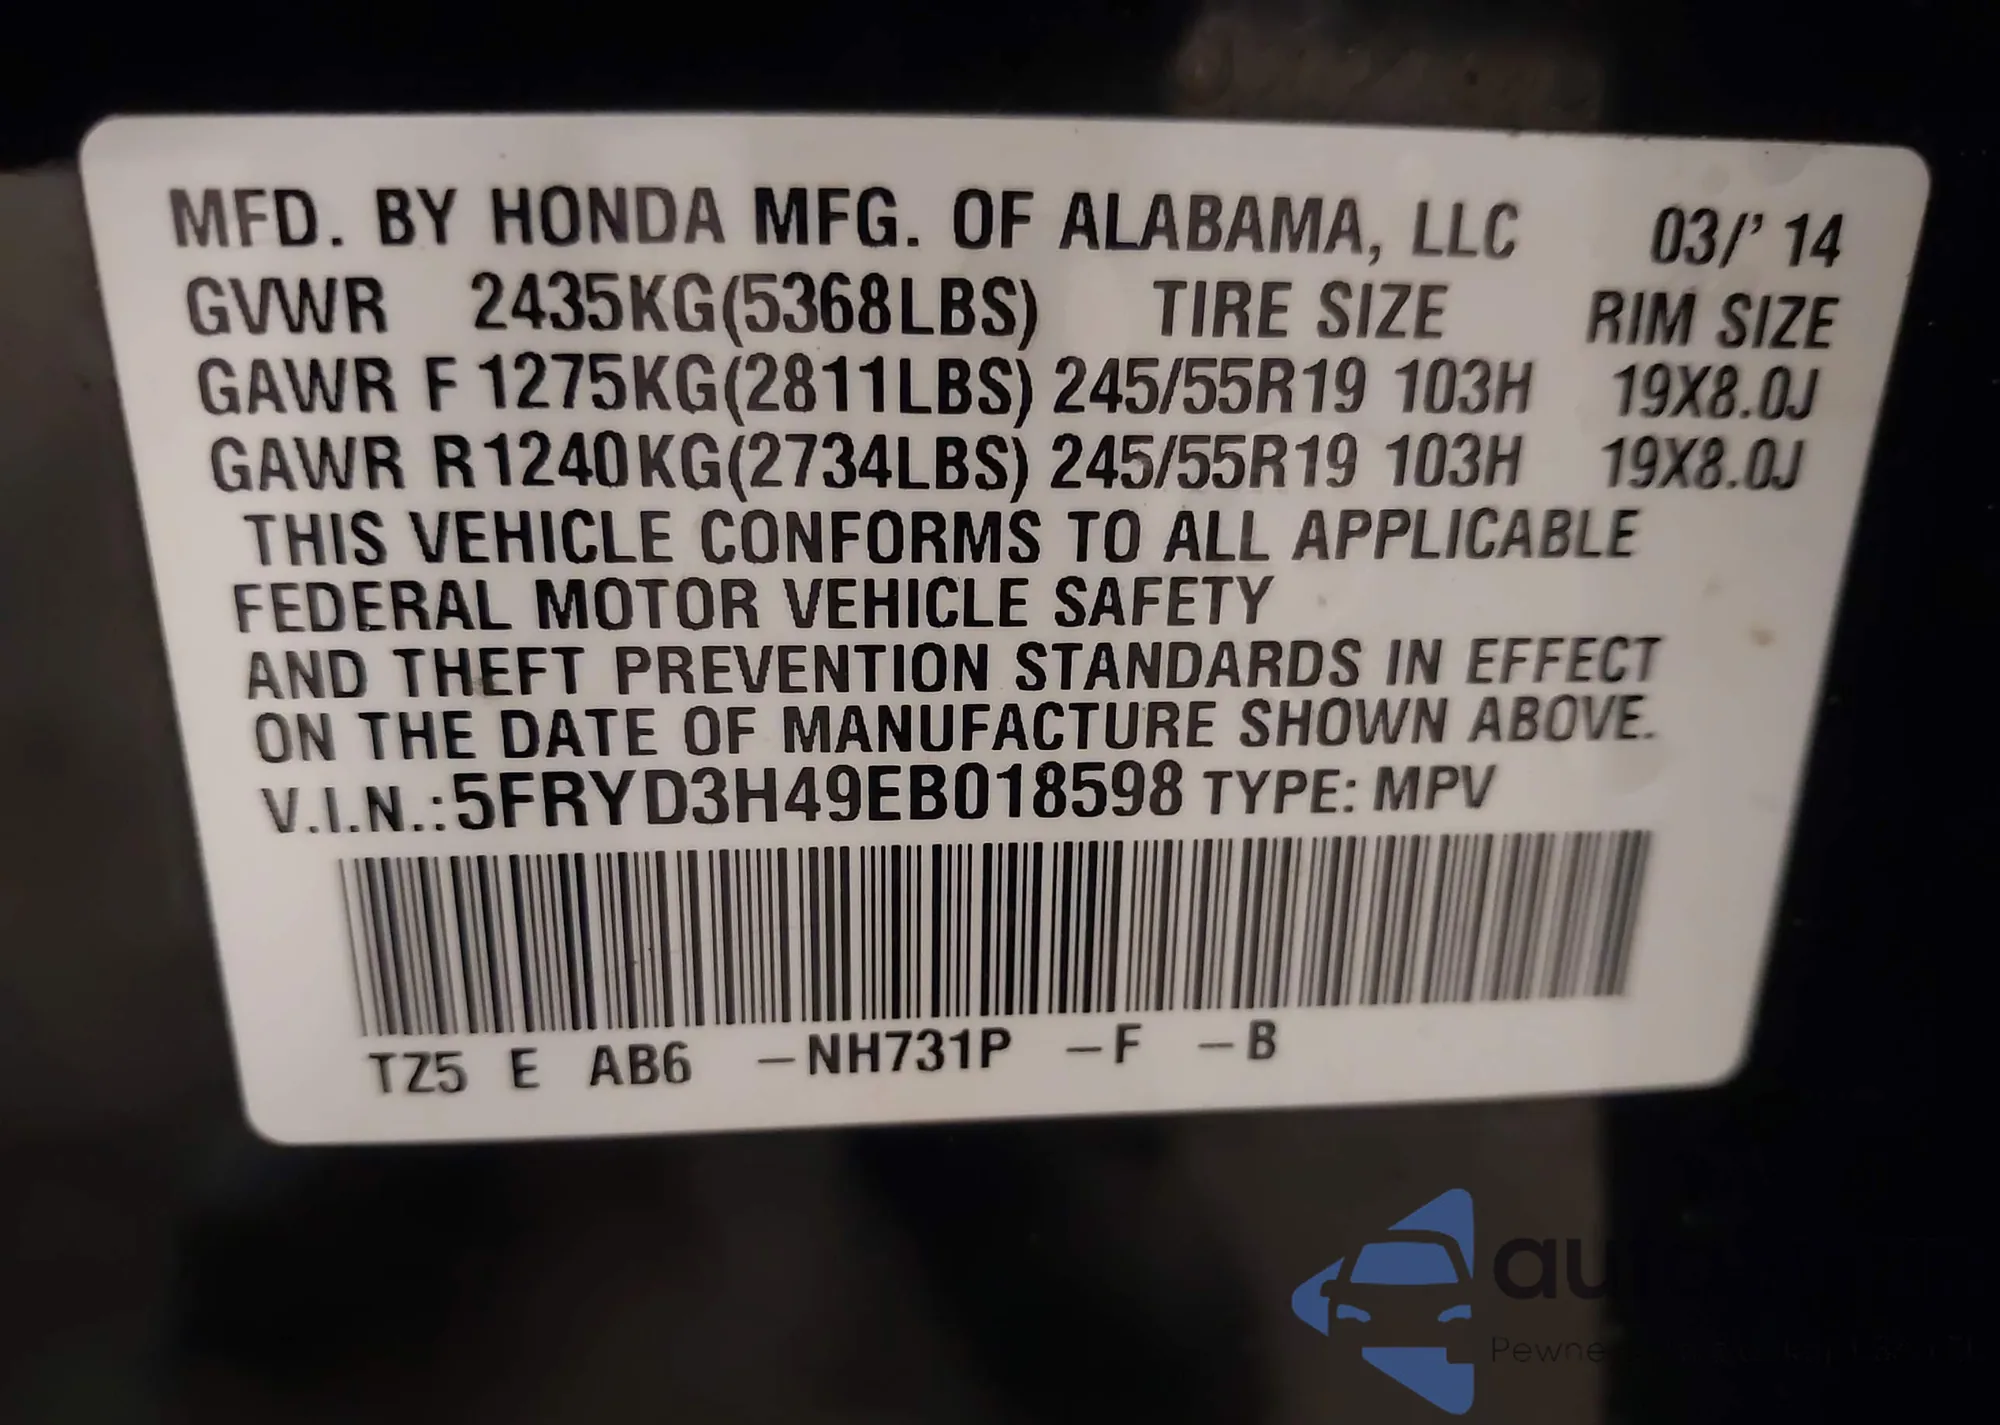 MFD. BY HONDA MFG. OF ALABAMA, LLC 03/' 14
GVWR 2435KG(5368LBS) TIRE SIZE RIM SIZE
GAWR F 1275KG(2811LBS) 245/55R19 103H 19X8.0J
GAWR R 1240KG(2734LBS) 245/55R19 103H 19X8.0J
THIS VEHICLE CONFORMS TO ALL APPLICABLE
FEDERAL MOTOR VEHICLE SAFETY
AND THEFT PREVENTION STANDARDS IN EFFECT
ON THE DATE OF MANUFACTURE SHOWN ABOVE.
V.I.N.:5FRYD3H49EB018598 TYPE: MPV
TZ5 E AB6 –NH731P –F –B